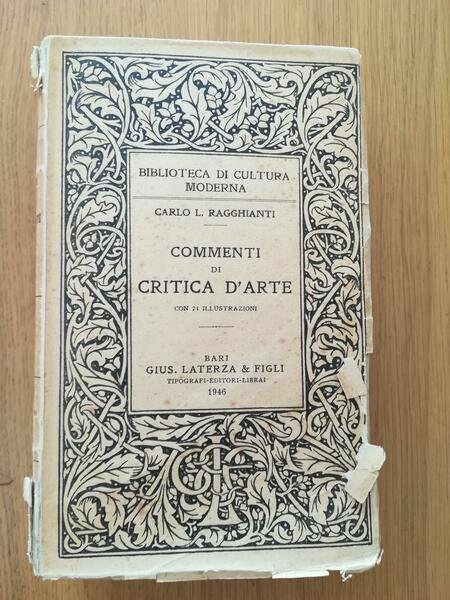 BIBLIOTECA DI CULTURA
MODERNA
CARLO L. RAGGHIANTI
COMMENTI
DI
CRITICA D'ARTE
CON 21 ILLUSTRAZIONI
BARI
GIUS. LATERZA & FIGLI
TIPOGRAFI-EDITORI-LIBRAI
1946